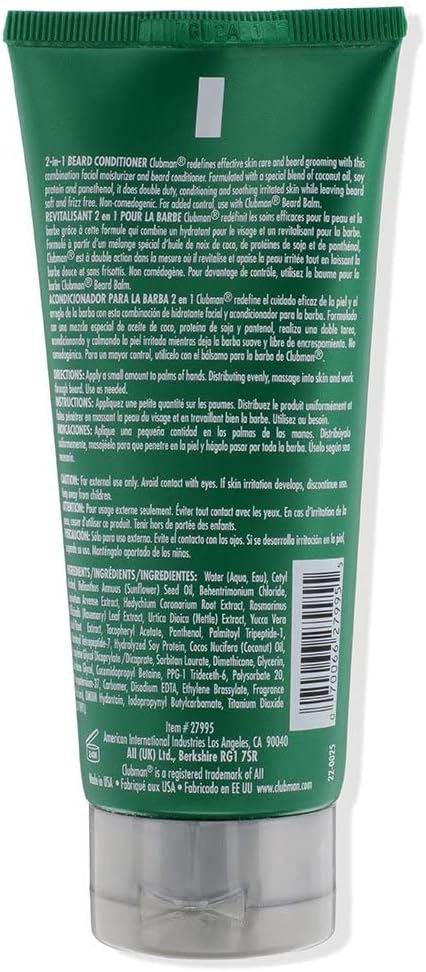 2-in-1 BEARD CONDITIONER Clubman® redefines effective skin care and beard grooming with this
combination facial moisturizer and beard conditioner. Formulated with a special blend of coconut oil, soy
protein and panethenol, it does double duty, conditioning and soothing irritated skin while leaving beard
soft and frizz free. Non-comedogenic. For added control, use with Clubman® Beard Balm.
REVITALISANT 2 en 1 POUR LA BARBE Clubman® redéfinit les soins efficaces pour la peau et la
barbe grâce à cette formule qui combine un hydratant pour le visage et un revitalisant pour la barbe.
Formulé à partir d'un mélange spécial d'huile de noix de coco, de protéines de soja et de panthénol,
Clubman® est à double action dans la mesure où il revitalise et apaise la peau irritée tout en laissant la
barbe douce et sans frisottis. Non comédogène. Pour davantage de contrôle, utilisez le baume pour la
barbe Clubman® Beard Balm.
ACONDICIONADOR PARA LA BARBA 2 en 1 Clubman® redefine el cuidado eficaz de la piel y el
arreglo de la barba con esta combinación de hidratante facial y acondicionador para la barba. Formulado
con una mezcla especial de aceite de coco, proteína de soja y pantenol, realiza una doble tarea,
acondicionando y calmando la piel irritada mientras deja la barba suave y libre de encrespamiento. No
comedogénico. Para un mayor control, utilícelo con el bálsamo para la barba de Clubman®.
DIRECTIONS: Apply a small amount to palms of hands. Distributing evenly, massage into skin and work
through beard. Use as needed.
INSTRUCTIONS: Appliquez une petite quantité sur les paumes. Distribuez le produit uniformément et
faites pénétrer en massant la peau du visage et en travaillant bien la barbe. Utilisez au besoin.
INDICACIONES: Aplique una pequeña cantidad en las palmas de las manos. Distribúyalo
uniformemente, masajéelo para que penetre en la piel y hágalo pasar por toda la barba. Úselo según sea
necesario.
CAUTION: For external use only. Avoid contact with eyes. If skin irritation develops, discontinue use.
Keep away from children.
ATTENTION: Pour usage externe seulement. Éviter tout contact avec les yeux. En cas d'irritation de la
peau, cesser d'utiliser ce produit. Tenir hors de portée des enfants.
PRECAUCIÓN: Sólo para uso externo. Evite el contacto con los ojos. Si se desarrolla irritación en la piel,
suspenda su uso. Manténgalo apartado de los niños.
INGREDIENTS/INGRÉDIENTS/INGREDIENTES: Water (Aqua, Eau), Cetyl
Alcohol, Helianthus Annuus (Sunflower) Seed Oil, Behentrimonium Chloride,
Equisetum Arvense Extract, Hedychium Coronarium Root Extract, Rosmarinus
Officinalis (Rosemary) Leaf Extract, Urtica Dioica (Nettle) Extract, Yucca Vera
Root Extract, Tocopheryl Acetate, Panthenol, Palmitoyl Tripeptide-1,
Tetrapeptide-7, Hydrolyzed Soy Protein, Cocos Nucifera (Coconut) Oil,
Glycol Dicaprylate/Dicaprate, Sorbitan Laurate, Dimethicone, Glycerin,
Glycol, Cocamidopropyl Betaine, PPG-1 Trideceth-6, Polysorbate 20,
-37, Carbomer, Disodium EDTA, Ethylene Brassylate, Fragrance
DMDM Hydantoin, Iodopropynyl Butylcarbamate, Titanium Dioxide
Item # 27995
American International Industries Los Angeles, CA 90040
AII (UK) Ltd., Berkshire RG1 7SR
Clubman® is a registered trademark of AII
Made in USA • Fabriqué aux USA • Fabricado en EE UU
24M
0 70066 27995 5
22-0025